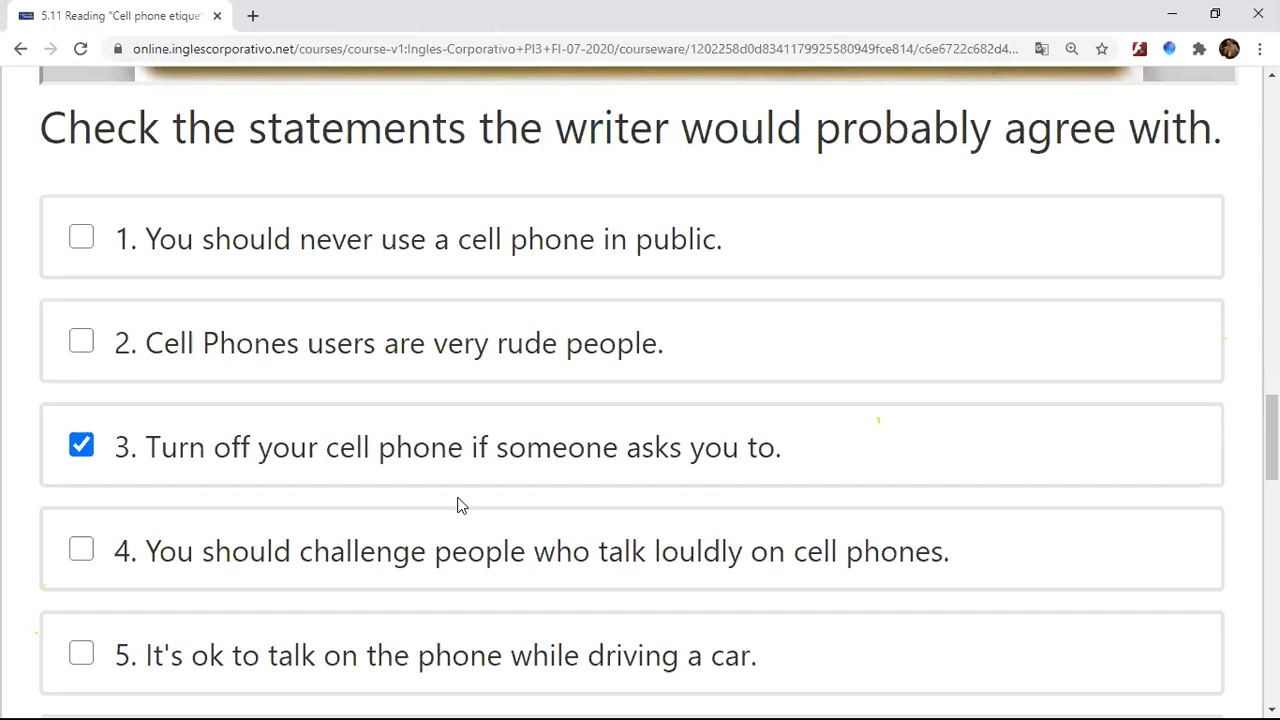 5.11 Reading "Cell phone etique
online.inglescorporativo.net/courses/course-v1:Ingles-Corporativo+PI3+FI-07-2020/courseware/1202258d0d8341179925580949fce814/c6e6722c682d4...
Check the statements the writer would probably agree with.
1. You should never use a cell phone in public.
2. Cell Phones users are very rude people.
3. Turn off your cell phone if someone asks you to.
4. You should challenge people who talk louldly on cell phones.
5. It's ok to talk on the phone while driving a car.